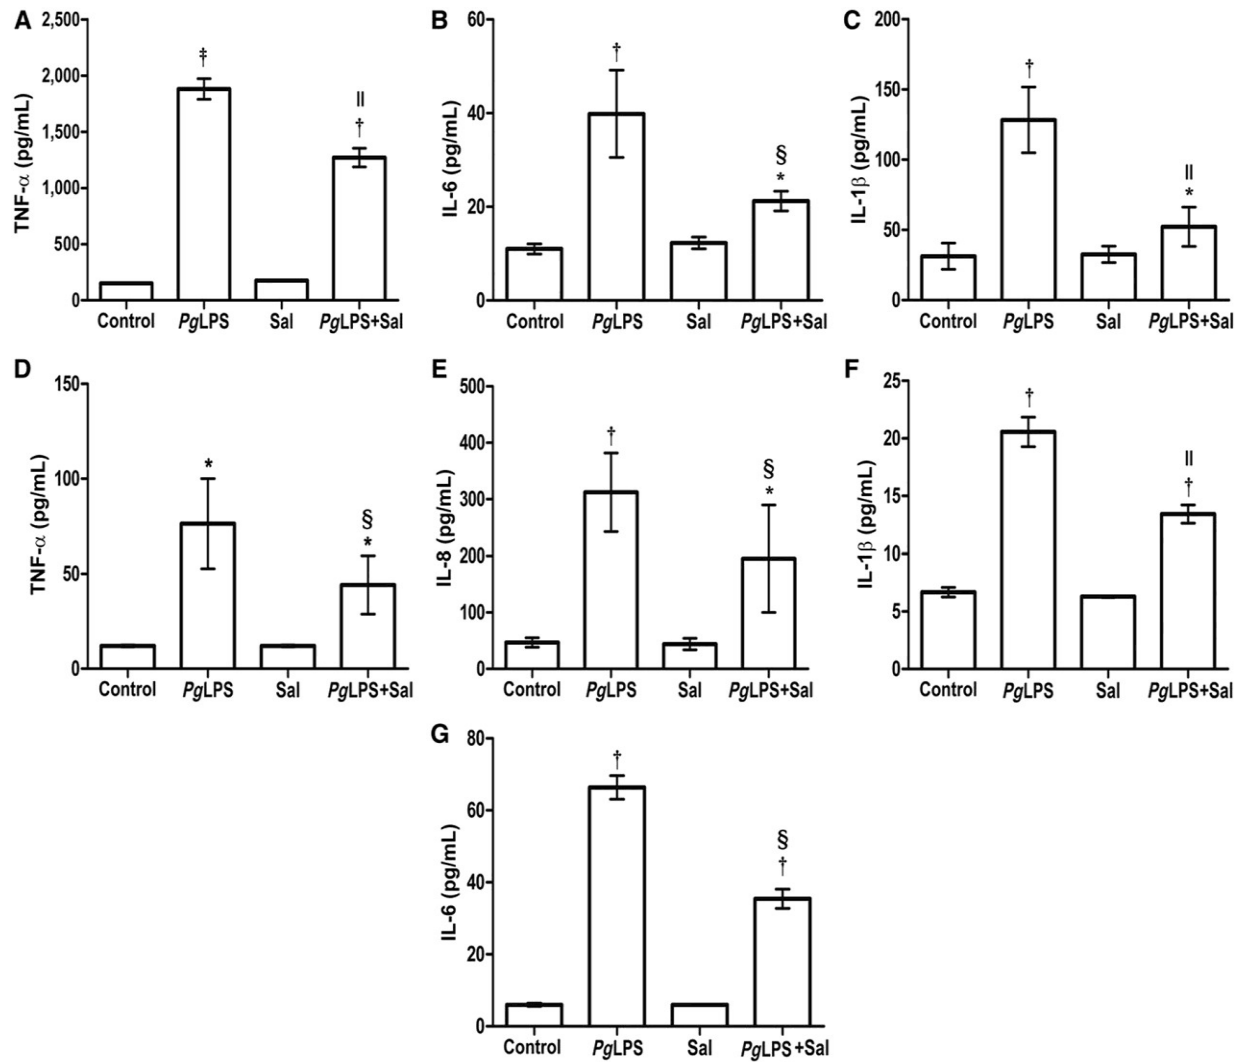 A
TNF-α (pg/mL)
2,500
2,000
1,500
1,000
500
0
‡
‖
†
Control PgLPS Sal PgLPS+Sal
B
IL-6 (pg/mL)
60
40
20
0
†
§
*
Control PgLPS Sal PgLPS+Sal
C
IL-1β (pg/mL)
200
150
100
50
0
†
‖
*
Control PgLPS Sal PgLPS+Sal
D
TNF-α (pg/mL)
150
100
50
0
*
§
*
Control PgLPS Sal PgLPS+Sal
E
IL-8 (pg/mL)
500
400
300
200
100
0
†
§
*
Control PgLPS Sal PgLPS+Sal
F
IL-1β (pg/mL)
25
20
15
10
5
0
†
‖
†
Control PgLPS Sal PgLPS+Sal
G
IL-6 (pg/mL)
80
60
40
20
0
†
§
†
Control PgLPS Sal PgLPS+Sal